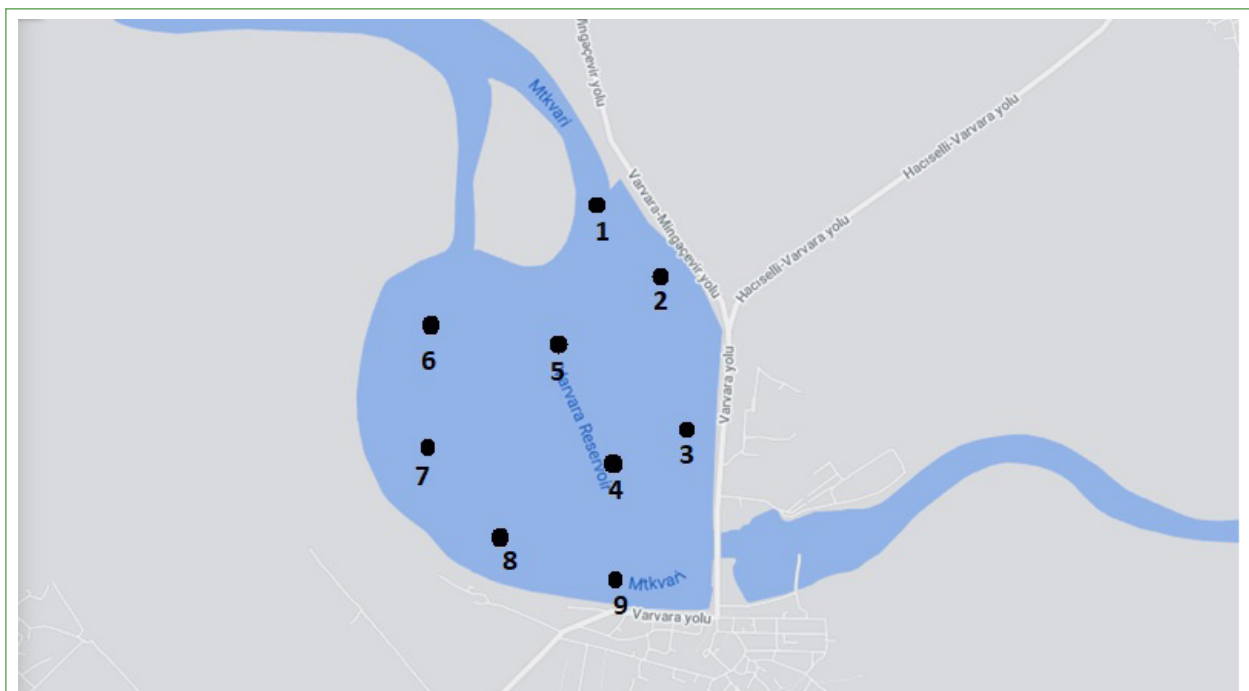 Mingəçevir yolu
Mtkvari
Hacıselli-Varvara yolu
Varvara-Mingəçevir yolu
1
Hacıselli-Varvara yolu
2
6
5
Varvara yolu
Varvara Reservoir
3
7
4
8
9
Mtkvari
Varvara yolu